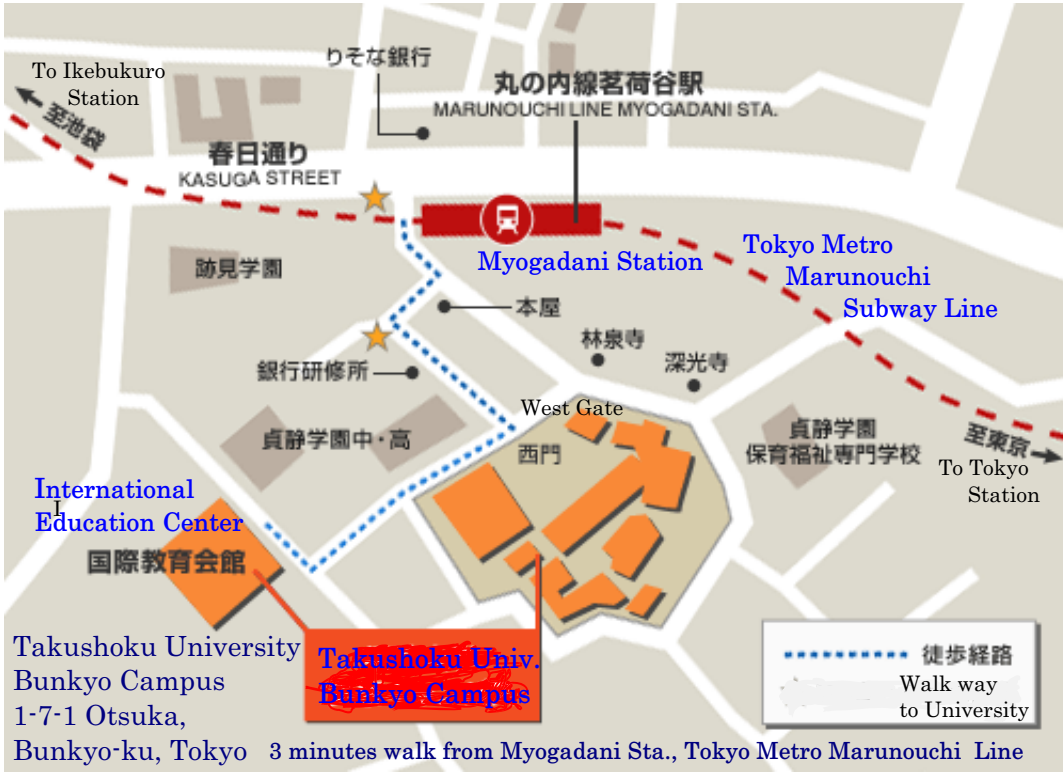 りそな銀行
To Ikebukuro
Station
至池袋
丸の内線茗荷谷駅
MARUNOUCHI LINE MYOGADANI STA.
春日通り
KASUGA STREET
Myogadani Station
Tokyo Metro
Marunouchi
Subway Line
跡見学園
本屋
林泉寺
深光寺
銀行研修所
West Gate
西門
貞静学園中・高
貞静学園
保育福祉専門学校
至東京
To Tokyo
Station
International
I
Education Center
国際教育会館
Takushoku Univ.
Bunkyo Campus
徒歩経路
Walk way
to University
Takushoku University
Bunkyo Campus
1-7-1 Otsuka,
Bunkyo-ku, Tokyo
3 minutes walk from Myogadani Sta., Tokyo Metro Marunouchi Line